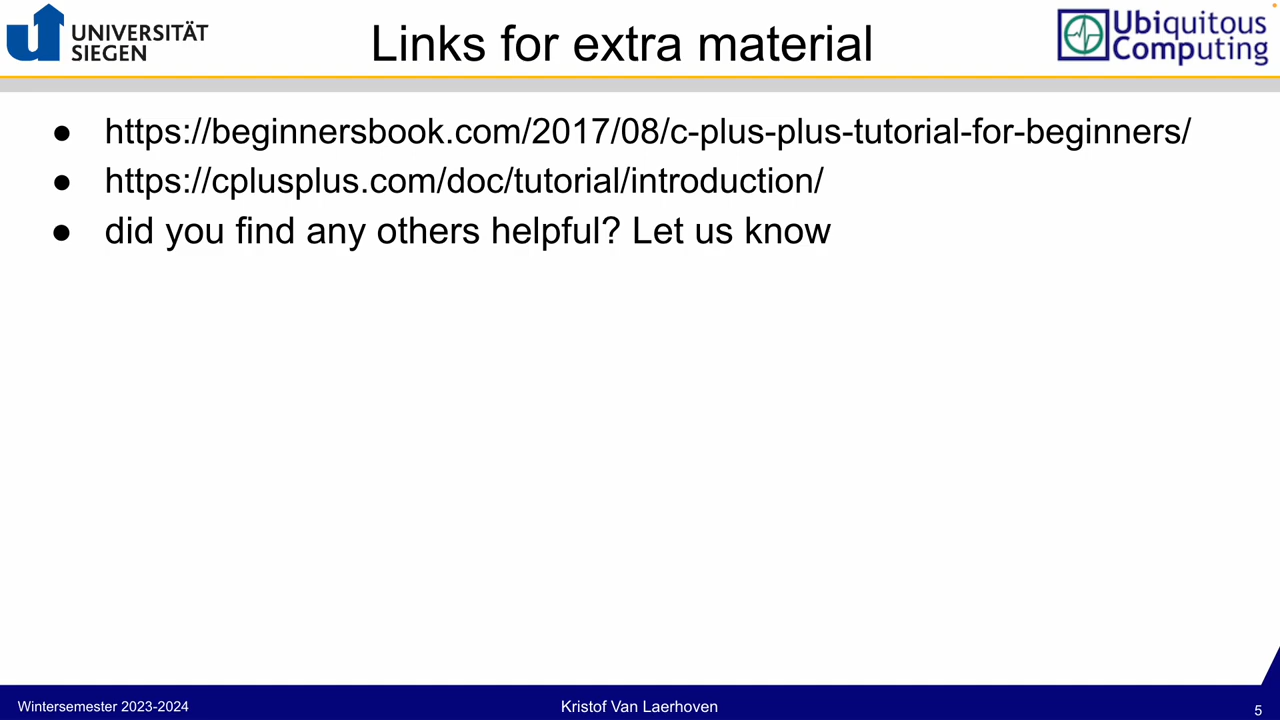 UNIVERSITÄT
SIEGEN
Links for extra material
Ubiquitous
Computing
● https://beginnersbook.com/2017/08/c-plus-plus-tutorial-for-beginners/
● https://cplusplus.com/doc/tutorial/introduction/
● did you find any others helpful? Let us know
Wintersemester 2023-2024
Kristof Van Laerhoven
5